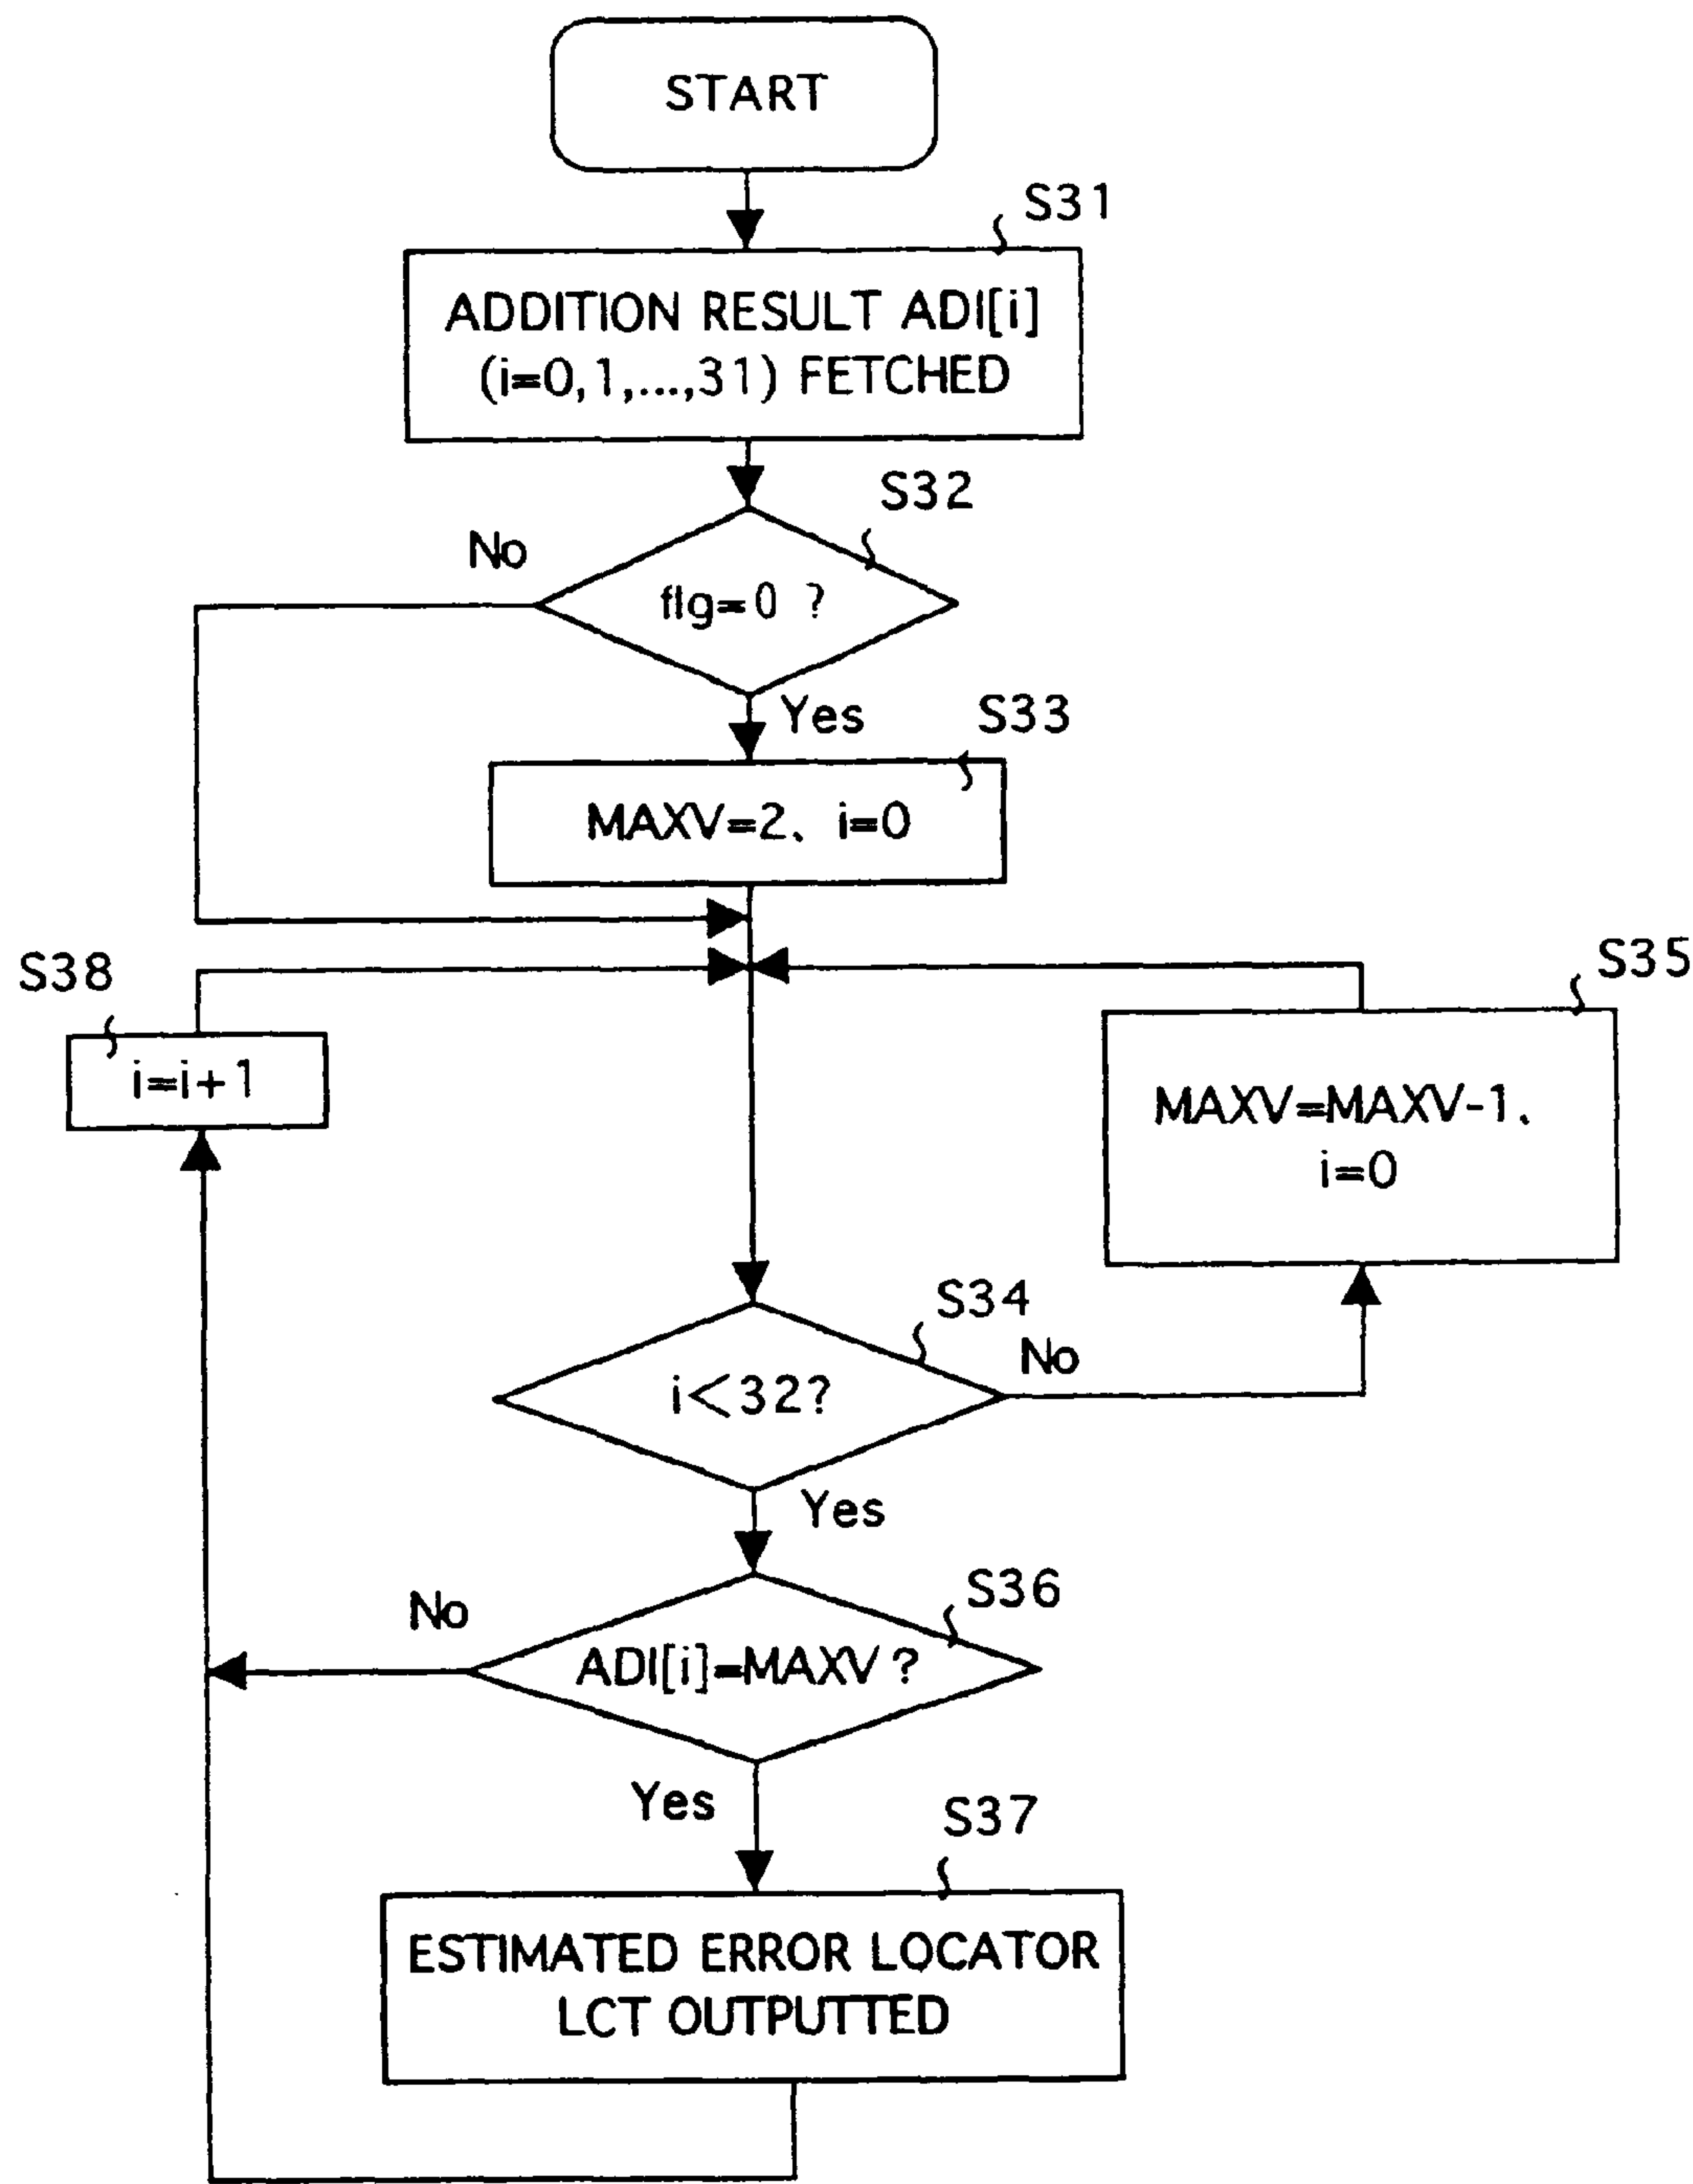 START
S31
ADDITION RESULT ADI[i]
(i=0,1,...,31) FETCHED
S32
No
flg=0 ?
Yes
S33
MAXV=2, i=0
S38
S35
i=i+1
MAXV=MAXV-1,
i=0
S34
No
i<32?
Yes
S36
No
ADI[i]=MAXV ?
Yes
S37
ESTIMATED ERROR LOCATOR
LCT OUTPUTTED